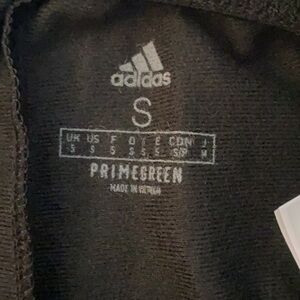 adidas
S
UK US F D I E CDN J
S S S S S S S/P M
PRIMEGREEN
MADE IN VIETNAM